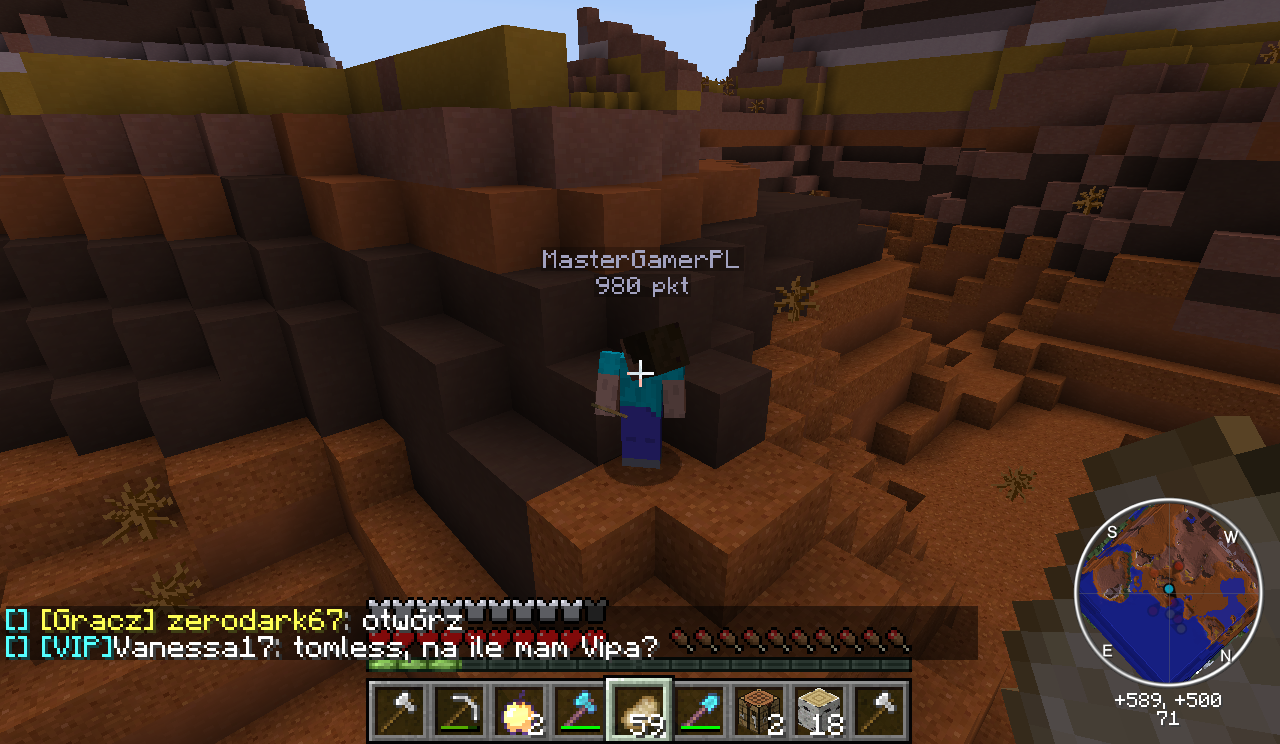 MasterGamerPL
980 pkt
[] [Gracz] zerodark67: otwórz
[] [VIP]Vanessa17: tomless, na ile mam Vipa?
S
W
E
N
+589, +500
71
2
59
2
18